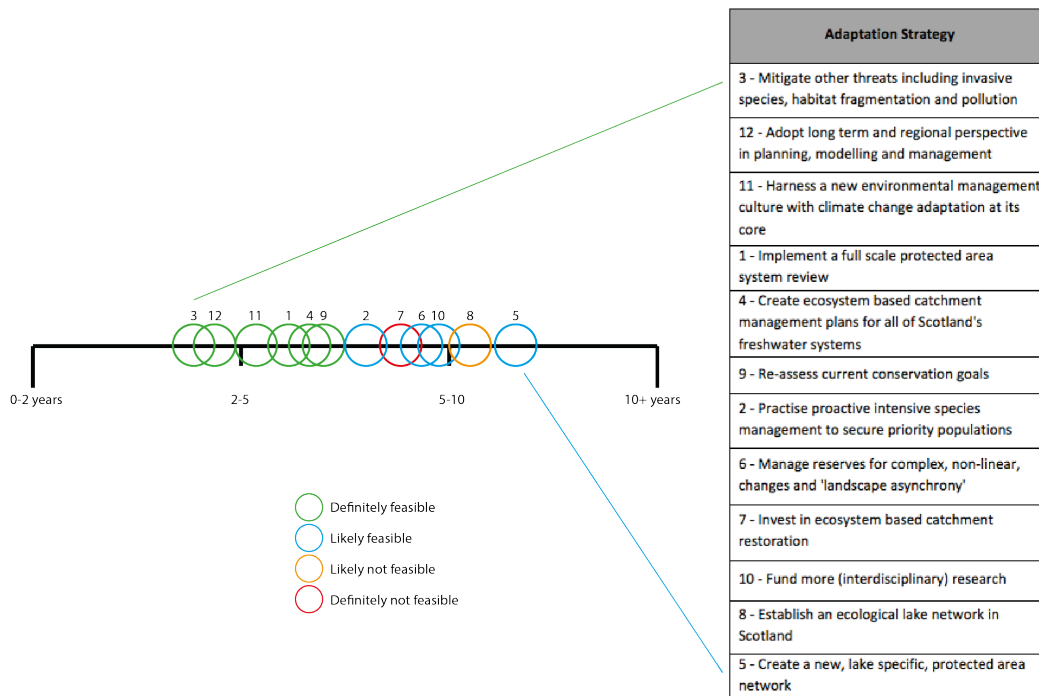 Adaptation Strategy
3 - Mitigate other threats including invasive
species, habitat fragmentation and pollution
12 - Adopt long term and regional perspective
in planning, modelling and management
11 - Harness a new environmental management
culture with climate change adaptation at its
core
1 - Implement a full scale protected area
system review
4 - Create ecosystem based catchment
management plans for all of Scotland's
freshwater systems
9 - Re-assess current conservation goals
2 - Practise proactive intensive species
management to secure priority populations
6 - Manage reserves for complex, non-linear,
changes and 'landscape asynchrony'
7 - Invest in ecosystem based catchment
restoration
10 - Fund more (interdisciplinary) research
8 - Establish an ecological lake network in
Scotland
5 - Create a new, lake specific, protected area
network
3 12 11 1 4 9 2 7 6 10 8 5
0-2 years 2-5 5-10 10+ years
Definitely feasible
Likely feasible
Likely not feasible
Definitely not feasible